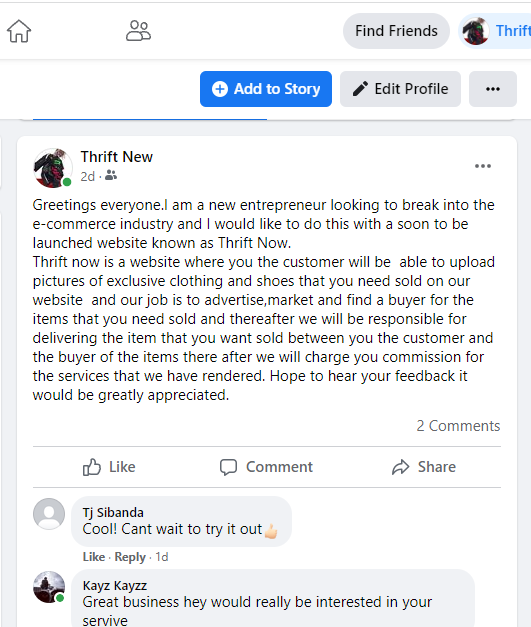 Find Friends
Thrift
Add to Story
Edit Profile
Thrift New
2d ·
Greetings everyone.I am a new entrepreneur looking to break into the
e-commerce industry and I would like to do this with a soon to be
launched website known as Thrift Now.
Thrift now is a website where you the customer will be  able to upload
pictures of exclusive clothing and shoes that you need sold on our
website  and our job is to advertise,market and find a buyer for the
items that you need sold and thereafter we will be responsible for
delivering the item that you want sold between you the customer and
the buyer of the items there after we will charge you commission for
the services that we have rendered. Hope to hear your feedback it
would be greatly appreciated.
2 Comments
Like
Comment
Share
Tj Sibanda
Cool! Cant wait to try it out👍🏻
Like · Reply · 1d
Kayz Kayzz
Great business hey would really be interested in your
servive